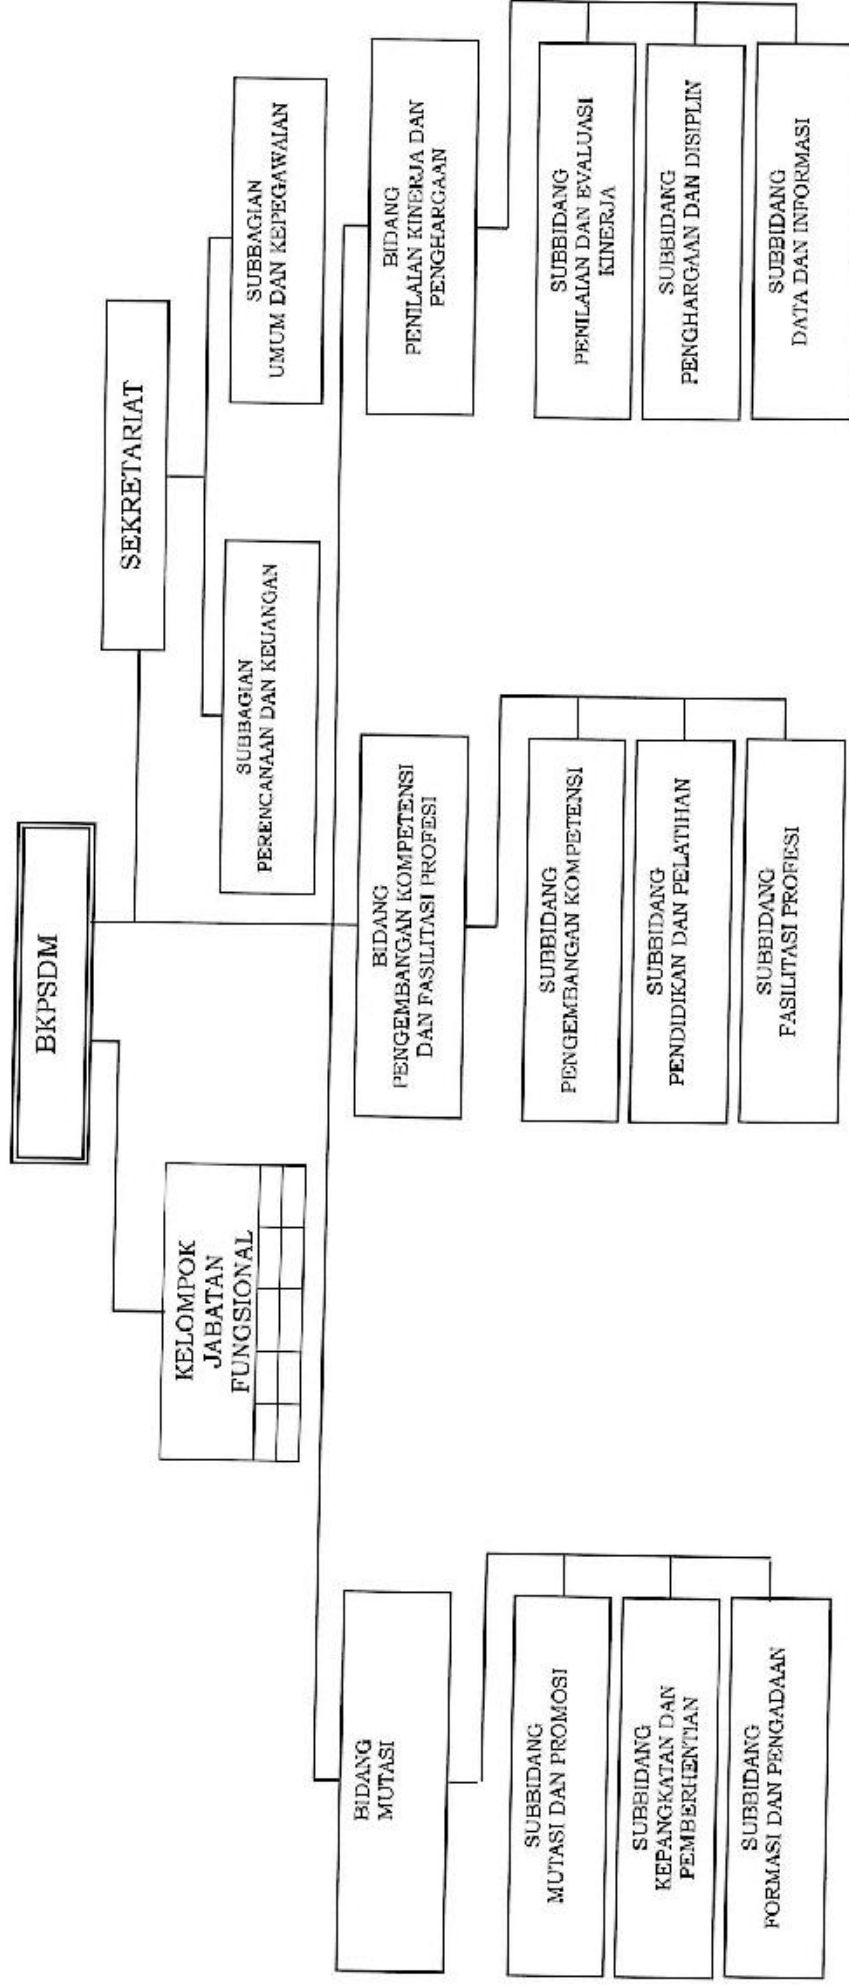 BKPSDM
KELOMPOK
JABATAN
FUNGSIONAL
SEKRETARIAT
SUBBAGIAN
PERENCANAAN DAN KEUANGAN
SUBBAGIAN
UMUM DAN KEPEGAWAIAN
BIDANG
MUTASI
SUBBIDANG
MUTASI DAN PROMOSI
SUBBIDANG
KEPANGKATAN DAN
PEMBERHENTIAN
SUBBIDANG
FORMASI DAN PENGADAAN
BIDANG
PENGEMBANGAN KOMPETENSI
DAN FASILITASI PROFESI
SUBBIDANG
PENGEMBANGAN KOMPETENSI
SUBBIDANG
PENDIDIKAN DAN PELATIHAN
SUBBIDANG
FASILITASI PROFESI
BIDANG
PENILAIAN KINERJA DAN
PENGHARGAAN
SUBBIDANG
PENILAIAN DAN EVALUASI
KINERJA
SUBBIDANG
PENGHARGAAN DAN DISIPLIN
SUBBIDANG
DATA DAN INFORMASI